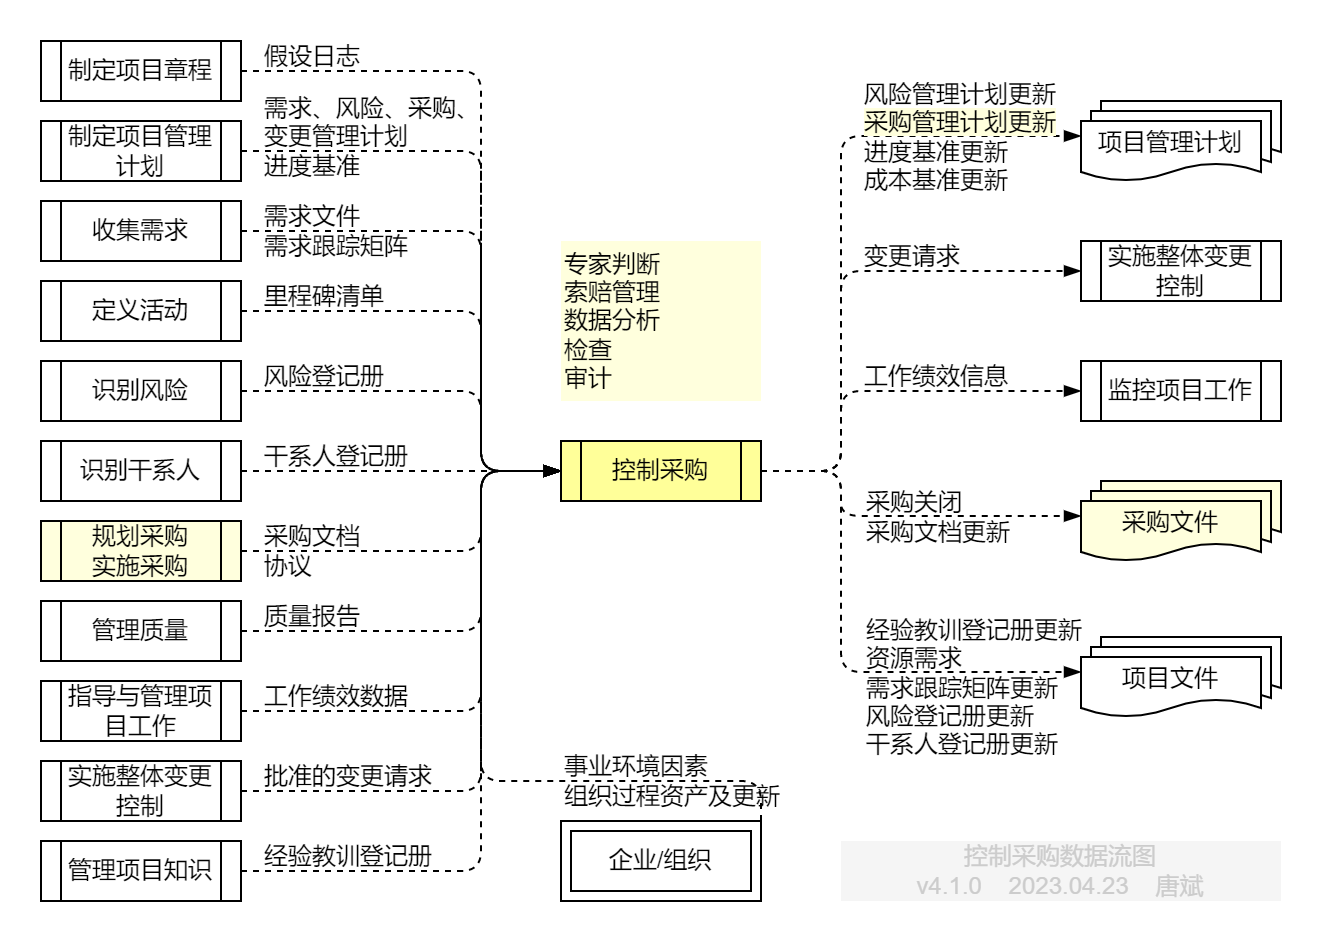 制定项目章程
假设日志
制定项目管理
计划
需求、风险、采购、
变更管理计划
进度基准
收集需求
需求文件
需求跟踪矩阵
定义活动
里程碑清单
识别风险
风险登记册
识别干系人
干系人登记册
规划采购
实施采购
采购文档
协议
管理质量
质量报告
指导与管理项
目工作
工作绩效数据
实施整体变更
控制
批准的变更请求
管理项目知识
经验教训登记册
专家判断
索赔管理
数据分析
检查
审计
控制采购
事业环境因素
组织过程资产及更新
企业/组织
风险管理计划更新
采购管理计划更新
进度基准更新
成本基准更新
项目管理计划
变更请求
实施整体变更
控制
工作绩效信息
监控项目工作
采购关闭
采购文档更新
采购文件
经验教训登记册更新
资源需求
需求跟踪矩阵更新
风险登记册更新
干系人登记册更新
项目文件
控制采购数据流图
v4.1.0 2023.04.23 唐斌